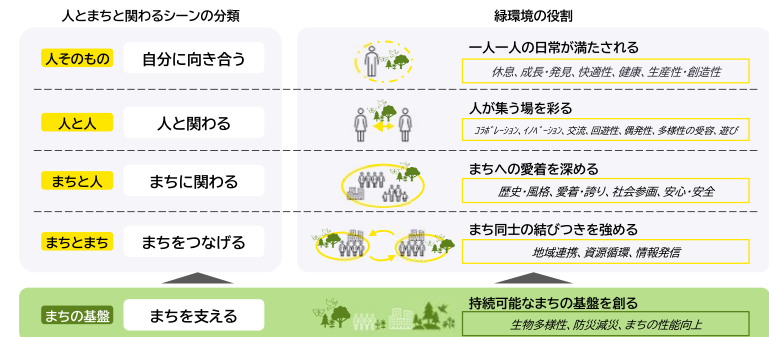 人とまちと関わるシーンの分類
緑環境の役割
人そのもの
自分に向き合う
一人一人の日常が満たされる
休息、成長・発見、快適性、健康、生産性・創造性
人と人
人と関わる
人が集う場を彩る
ｺﾗﾎﾞﾚｰｼｮﾝ、ｲﾉﾍﾞｰｼｮﾝ、交流、回遊性、偶発性、多様性の受容、遊び
まちと人
まちに関わる
まちへの愛着を深める
歴史・風格、愛着・誇り、社会参画、安心・安全
まちとまち
まちをつなげる
まち同士の結びつきを強める
地域連携、資源循環、情報発信
まちの基盤
まちを支える
持続可能なまちの基盤を創る
生物多様性、防災減災、まちの性能向上